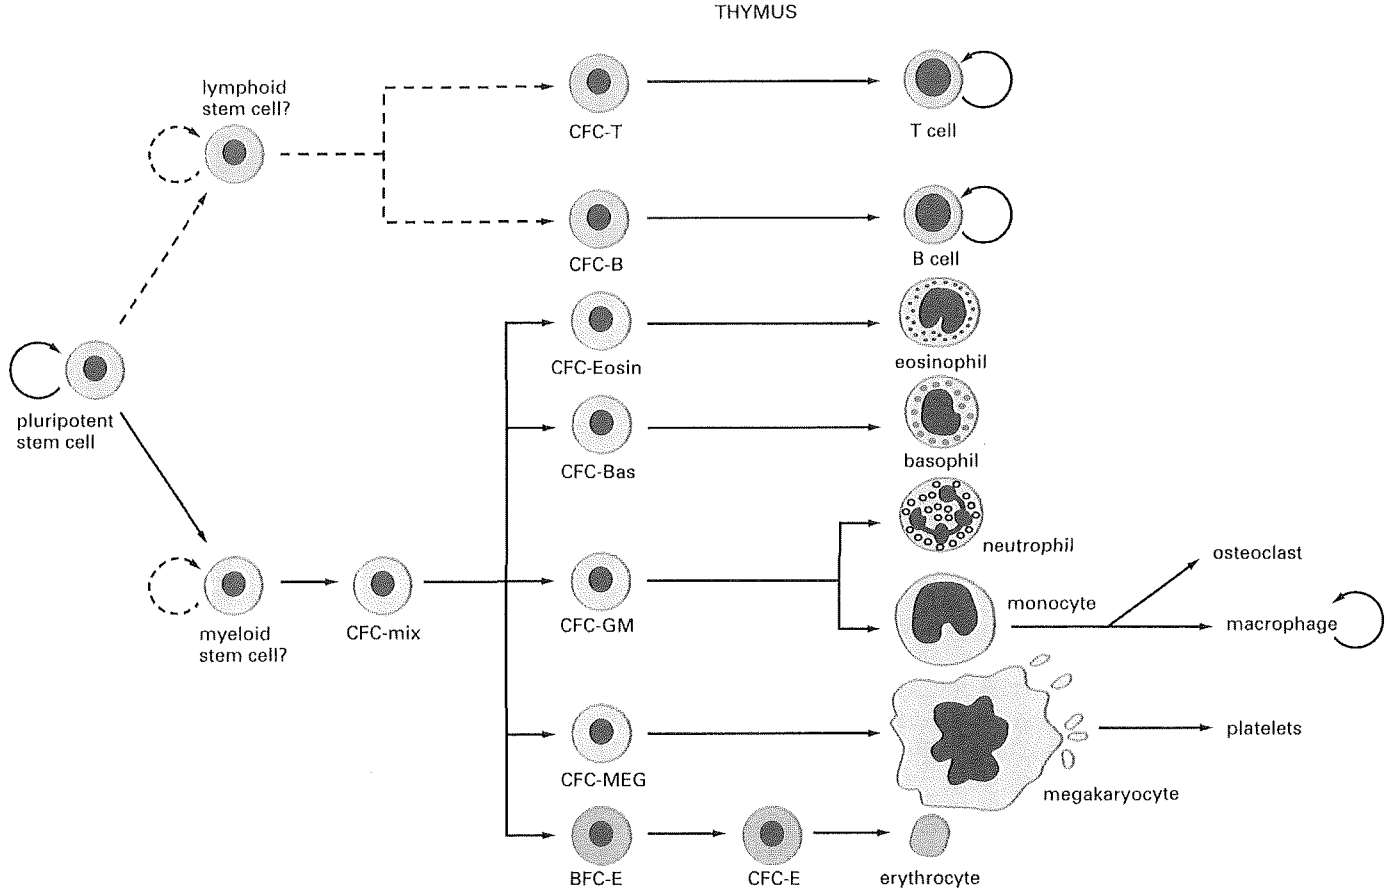 THYMUS
lymphoid
stem cell?
CFC-T
T cell
CFC-B
B cell
pluripotent
stem cell
CFC-Eosin
eosinophil
CFC-Bas
basophil
neutrophil
osteoclast
monocyte
macrophage
myeloid
stem cell?
CFC-mix
CFC-GM
platelets
CFC-MEG
megakaryocyte
BFC-E
CFC-E
erythrocyte